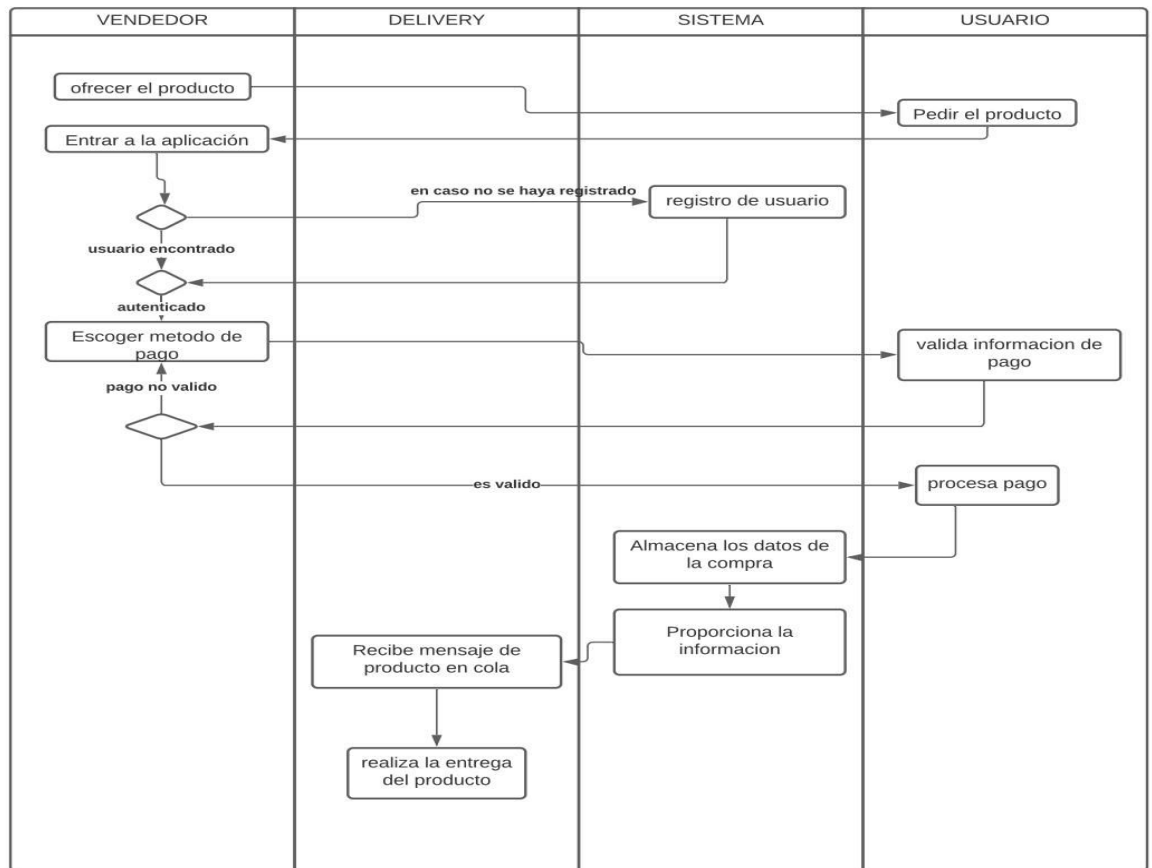 VENDEDOR
DELIVERY
SISTEMA
USUARIO
ofrecer el producto
Pedir el producto
Entrar a la aplicación
en caso no se haya registrado
registro de usuario
usuario encontrado
autenticado
Escoger metodo de
pago
valida informacion de
pago
pago no valido
es valido
procesa pago
Almacena los datos de
la compra
Proporciona la
informacion
Recibe mensaje de
producto en cola
realiza la entrega
del producto